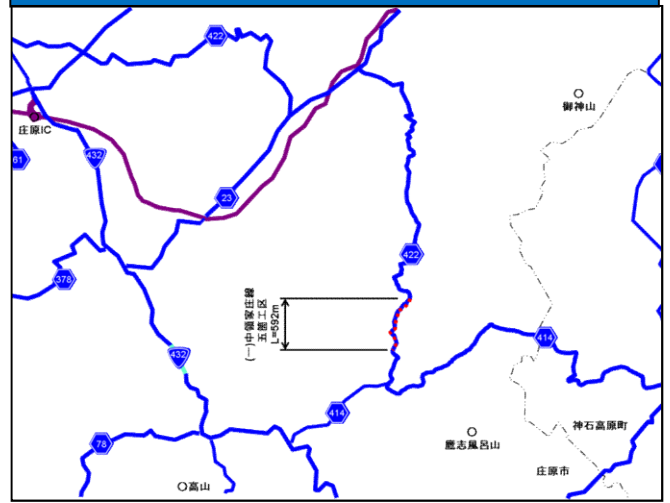 422
御神山
庄原IC
432
61
23
422
378
(一)中領家庄原線
五箇工区
L=592m
414
432
414
神石高原町
78
鷹志風呂山
庄原市
高山